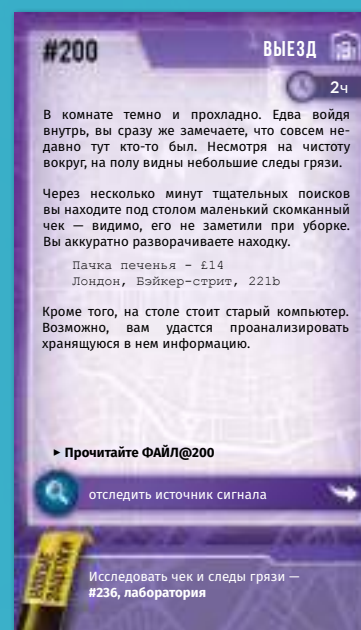 #200
ВЫЕЗД
2ч
В комнате темно и прохладно. Едва войдя
внутрь, вы сразу же замечаете, что совсем не-
давно тут кто-то был. Несмотря на чистоту
вокруг, на полу видны небольшие следы грязи.
Через несколько минут тщательных поисков
вы находите под столом маленький скомканный
чек — видимо, его не заметили при уборке.
Вы аккуратно разворачиваете находку.
Пачка печенья - £14
Лондон, Бэйкер-стрит, 221b
Кроме того, на столе стоит старый компьютер.
Возможно, вам удастся проанализировать
хранящуюся в нем информацию.
▸ Прочитайте ФАЙЛ@200
отследить источник сигнала
НОВЫЕ
ЗАЦЕПКИ
Исследовать чек и следы грязи —
#236, лаборатория